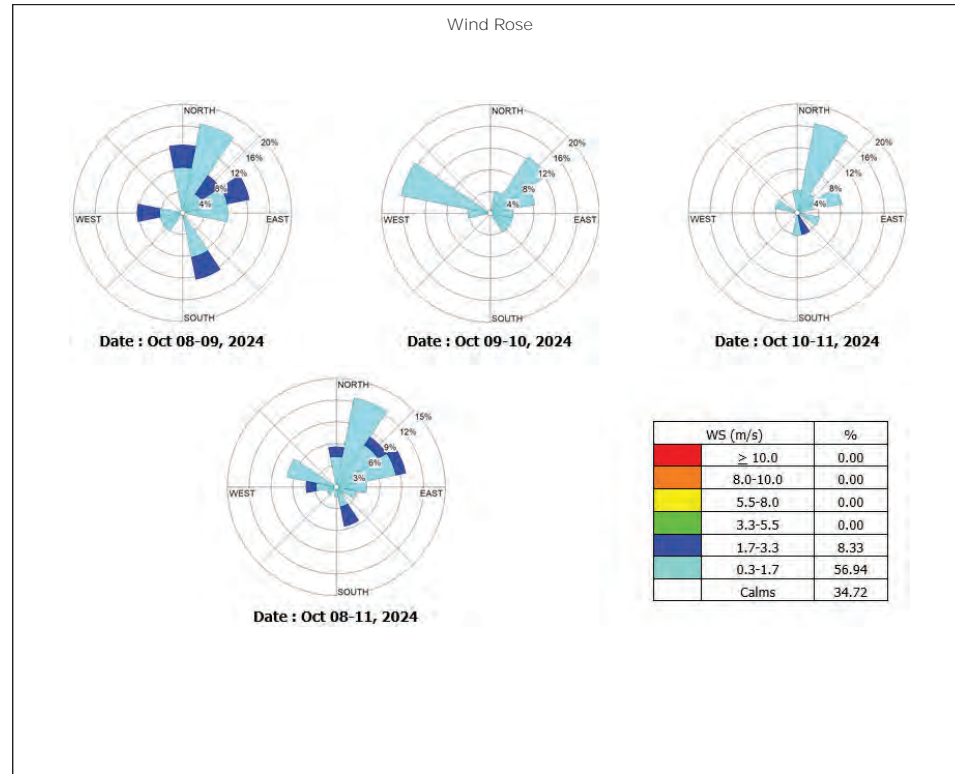 Wind Rose
NORTH
20%
16%
12%
8%
4%
WEST
EAST
SOUTH
Date : Oct 08-09, 2024
NORTH
20%
16%
12%
8%
4%
WEST
EAST
SOUTH
Date : Oct 09-10, 2024
NORTH
20%
16%
12%
8%
4%
WEST
EAST
SOUTH
Date : Oct 10-11, 2024
NORTH
15%
12%
9%
6%
3%
WEST
EAST
SOUTH
Date : Oct 08-11, 2024
WS (m/s) %
≥ 10.0 0.00
8.0-10.0 0.00
5.5-8.0 0.00
3.3-5.5 0.00
1.7-3.3 8.33
0.3-1.7 56.94
Calms 34.72